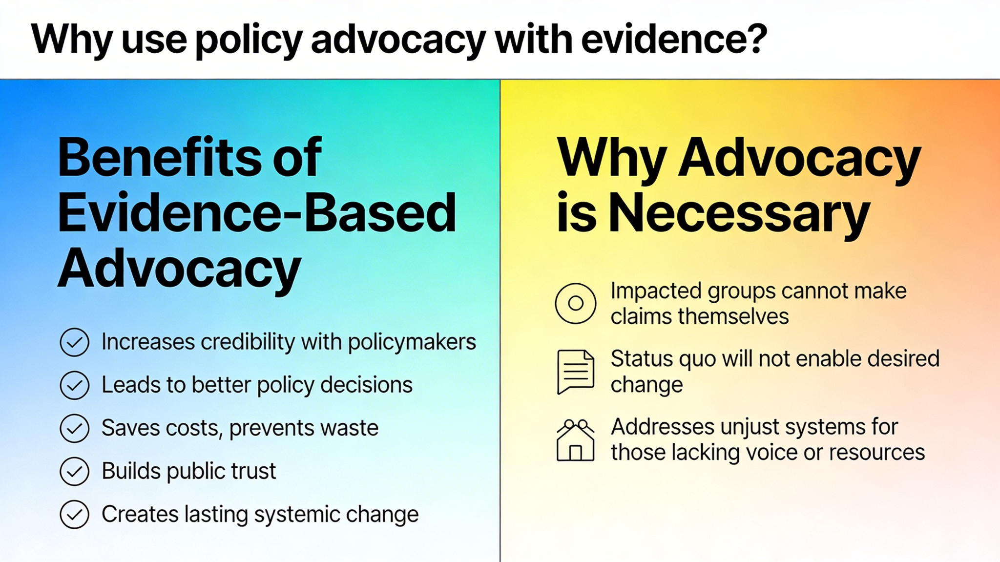 Why use policy advocacy with evidence?
Benefits of
Evidence-Based
Advocacy
Increases credibility with policymakers
Leads to better policy decisions
Saves costs, prevents waste
Builds public trust
Creates lasting systemic change
Why Advocacy
is Necessary
Impacted groups cannot make
claims themselves
Status quo will not enable desired
change
Addresses unjust systems for
those lacking voice or resources